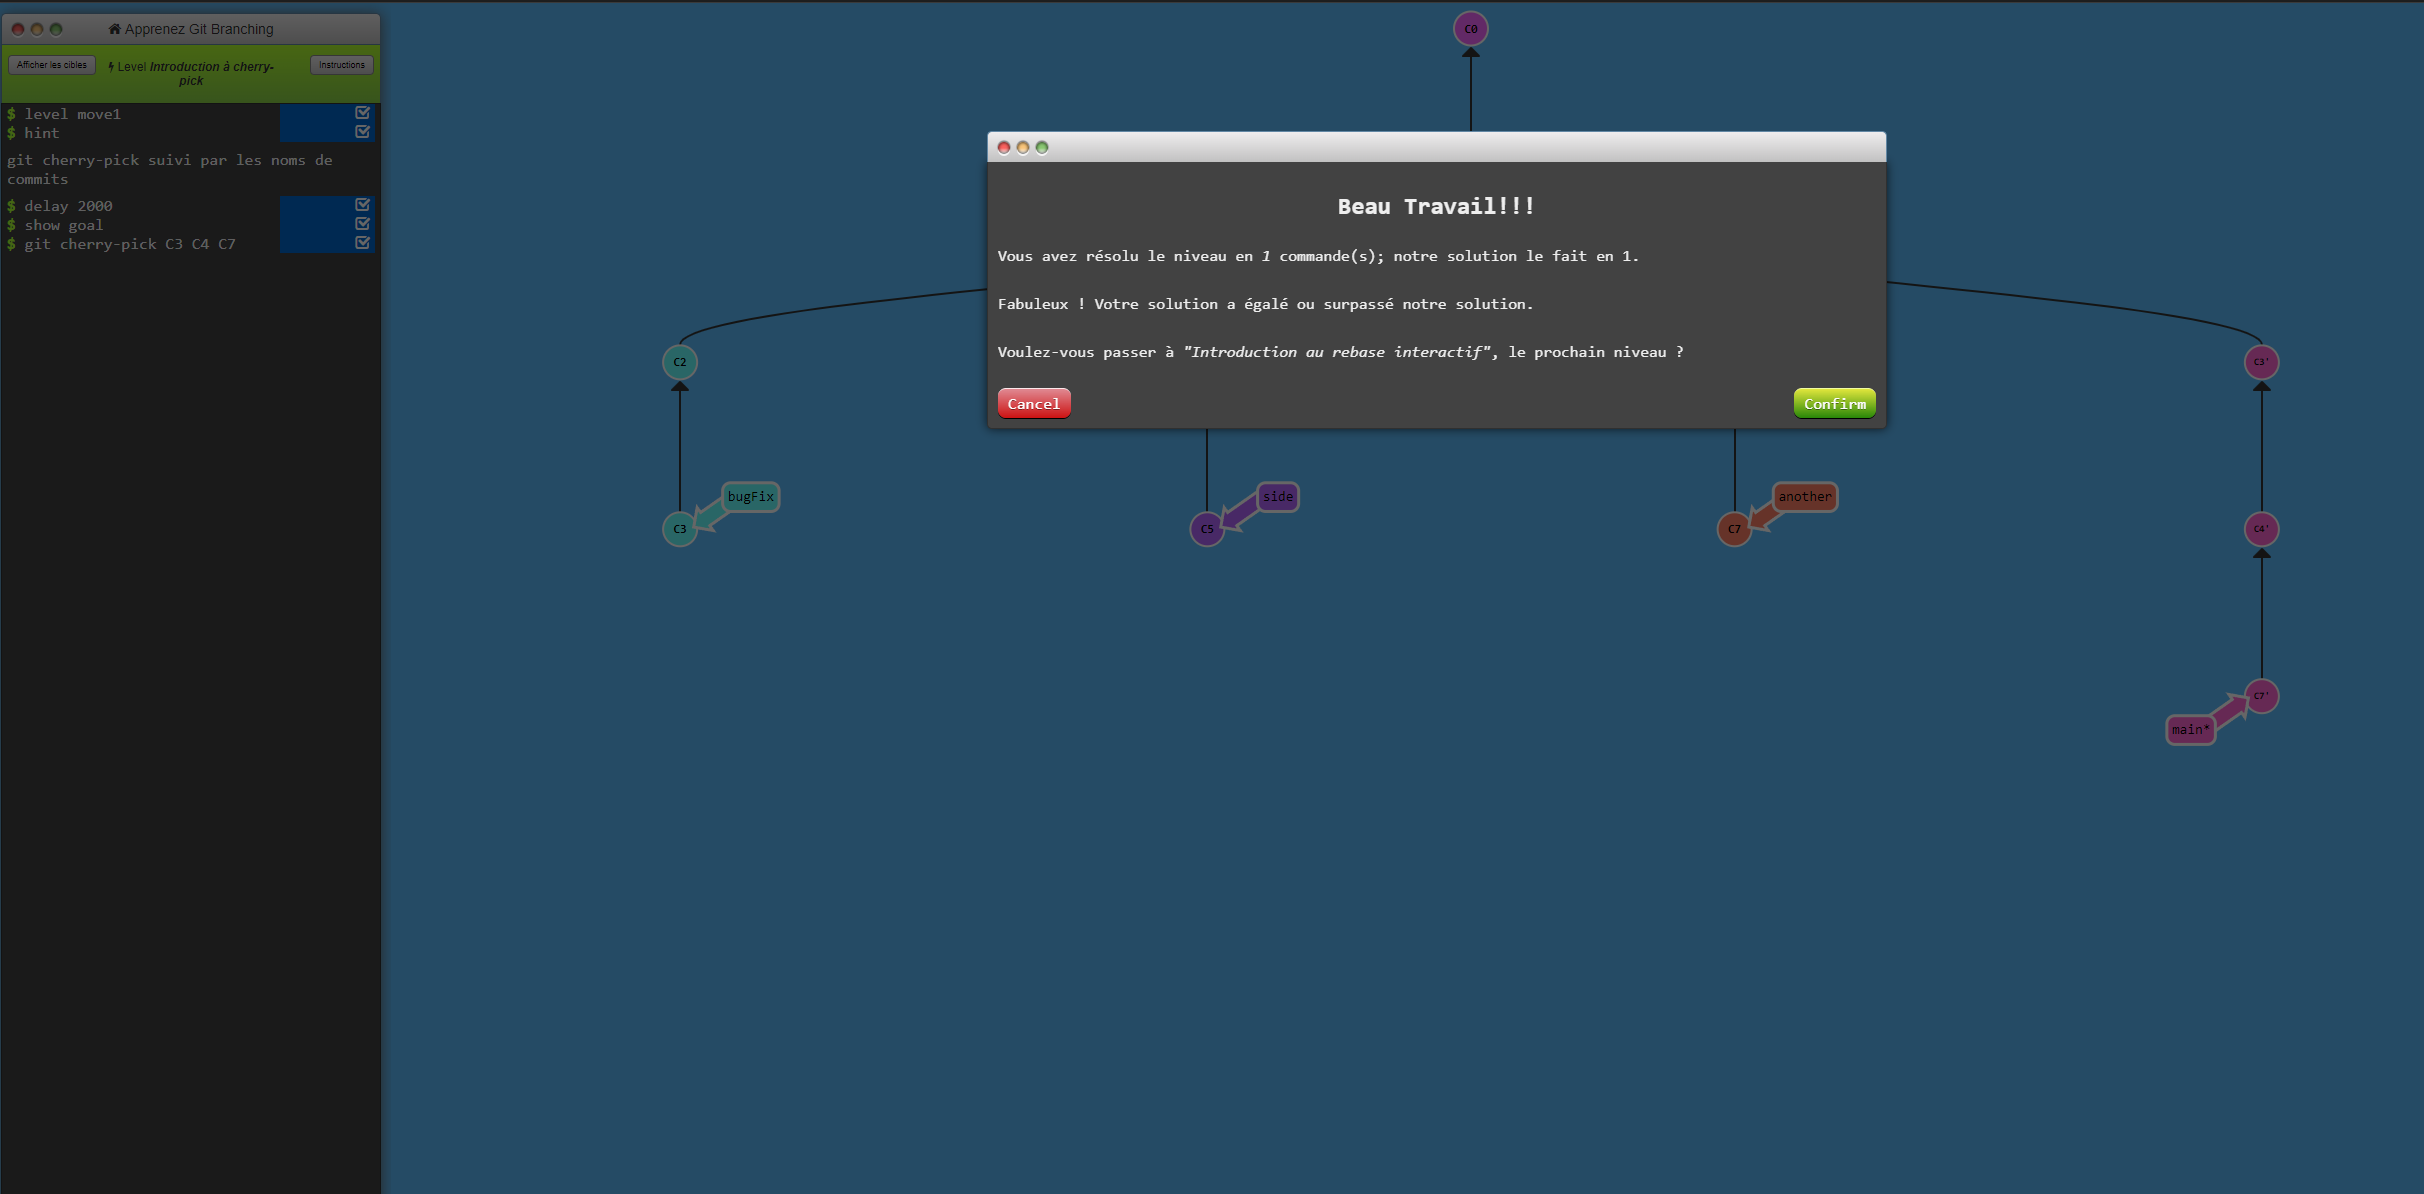 Apprenez Git Branching
Afficher les cibles
Level Introduction à cherry-
pick
Instructions
$ level move1
$ hint
git cherry-pick suivi par les noms de
commits
$ delay 2000
$ show goal
$ git cherry-pick C3 C4 C7
C0
Beau Travail!!!
Vous avez résolu le niveau en 1 commande(s); notre solution le fait en 1.
Fabuleux ! Votre solution a égalé ou surpassé notre solution.
Voulez-vous passer à "Introduction au rebase interactif", le prochain niveau ?
Cancel
Confirm
C2
C3'
bugFix
side
another
C3
C5
C7
C4'
C7'
main*